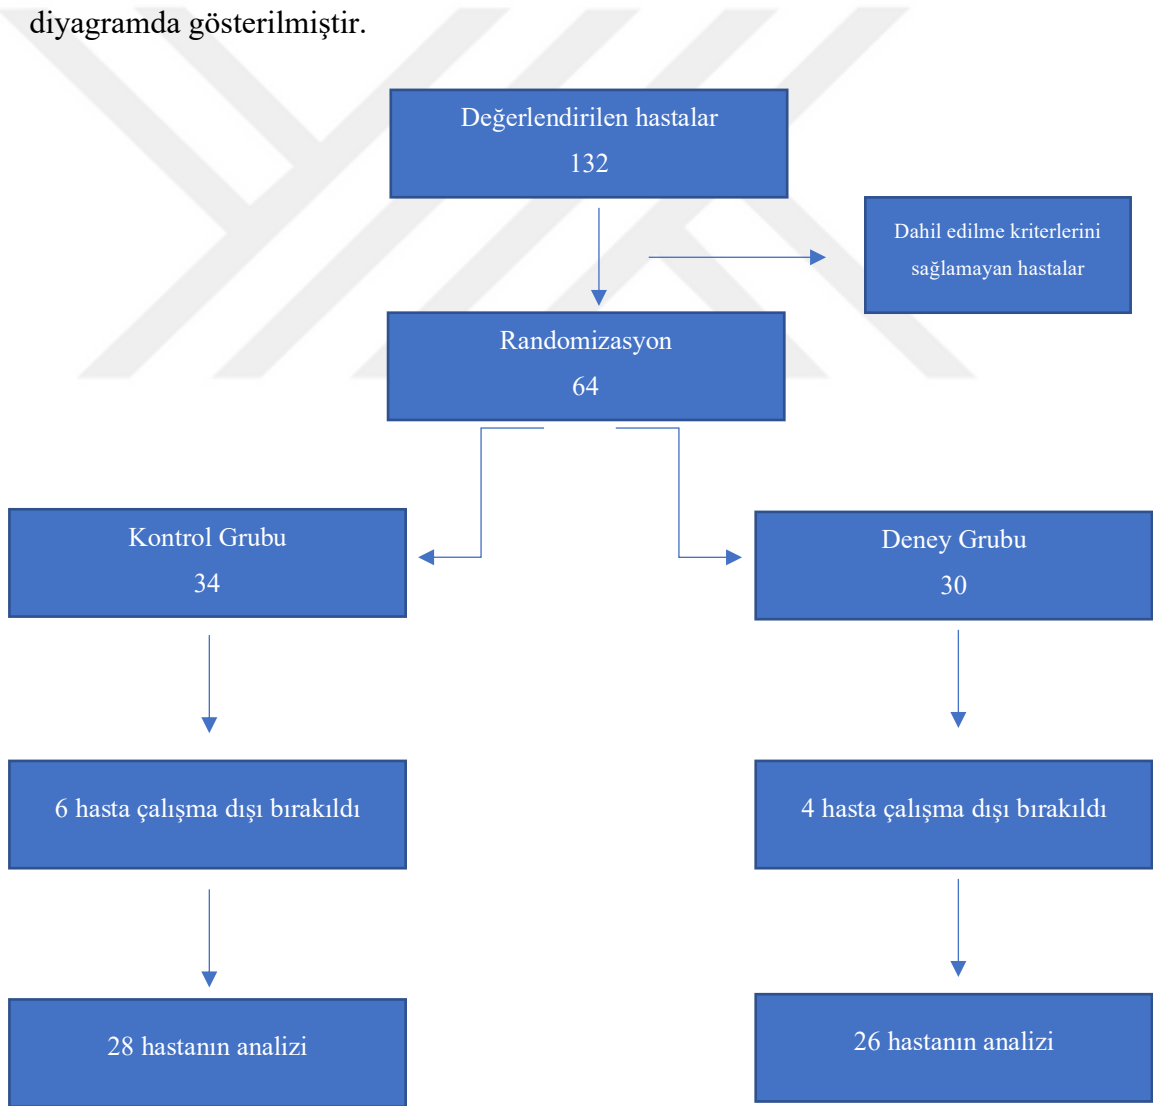 diyagramda gösterilmiştir.
Değerlendirilen hastalar
132
Dahil edilme kriterlerini
sağlamayan hastalar
Randomizasyon
64
Kontrol Grubu
34
Deney Grubu
30
6 hasta çalışma dışı bırakıldı
4 hasta çalışma dışı bırakıldı
28 hastanın analizi
26 hastanın analizi